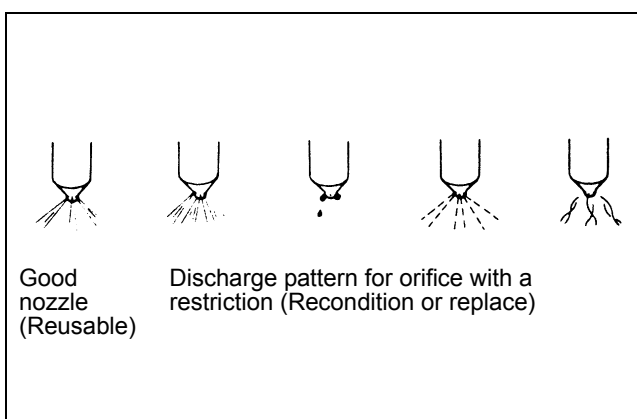 Good
nozzle
(Reusable)
Discharge pattern for orifice with a
restriction (Recondition or replace)